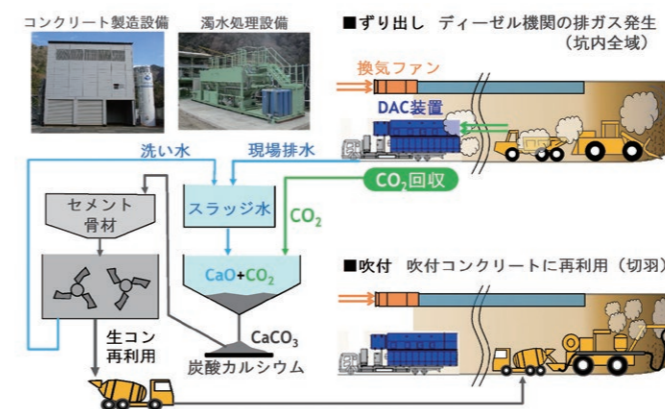 コンクリート製造設備
濁水処理設備
■ずり出し ディーゼル機関の排ガス発生
(坑内全域)
換気ファン
DAC装置
洗い水
現場排水
CO₂回収
セメント
骨材
スラッジ水
CO₂
CaO+CO₂
■吹付 吹付コンクリートに再利用(切羽)
生コン
再利用
CaCO₃
炭酸カルシウム